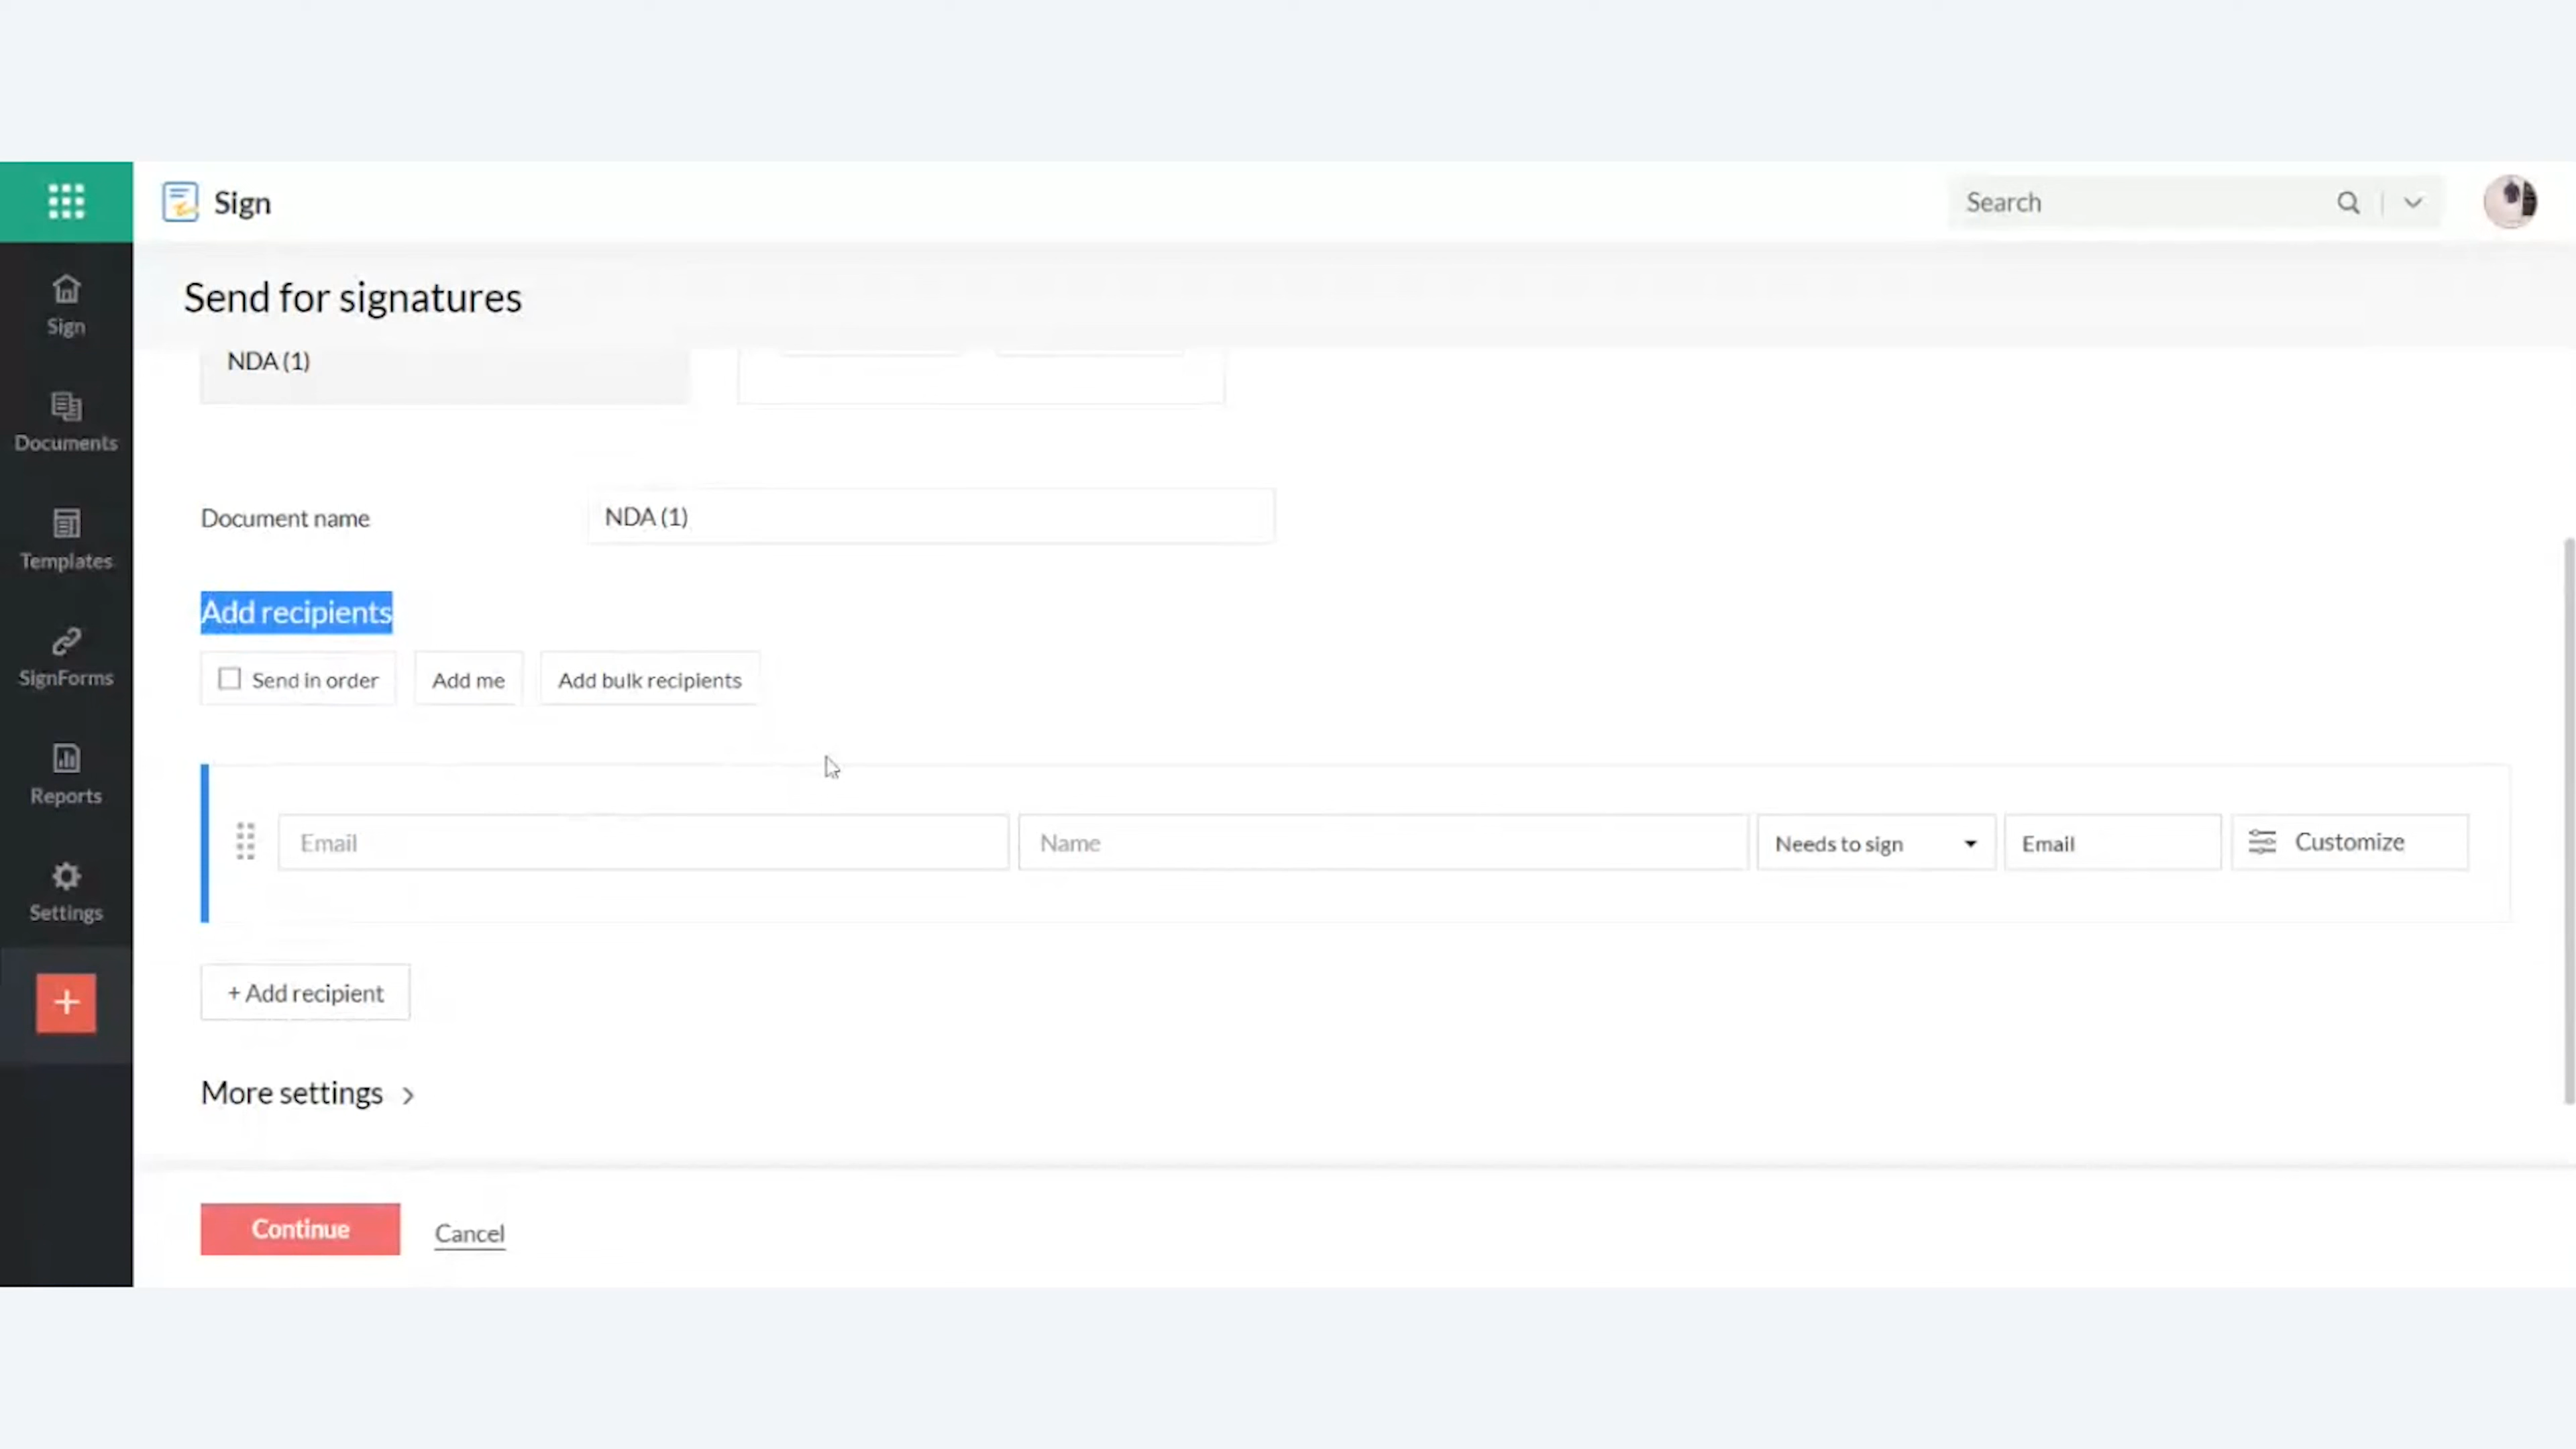 Sign
Search
Send for signatures
Sign
Documents
Templates
SignForms
Reports
Settings
NDA (1)
Document name
NDA (1)
Add recipients
Send in order
Add me
Add bulk recipients
Email
Name
Needs to sign
Email
Customize
+ Add recipient
More settings
Continue
Cancel